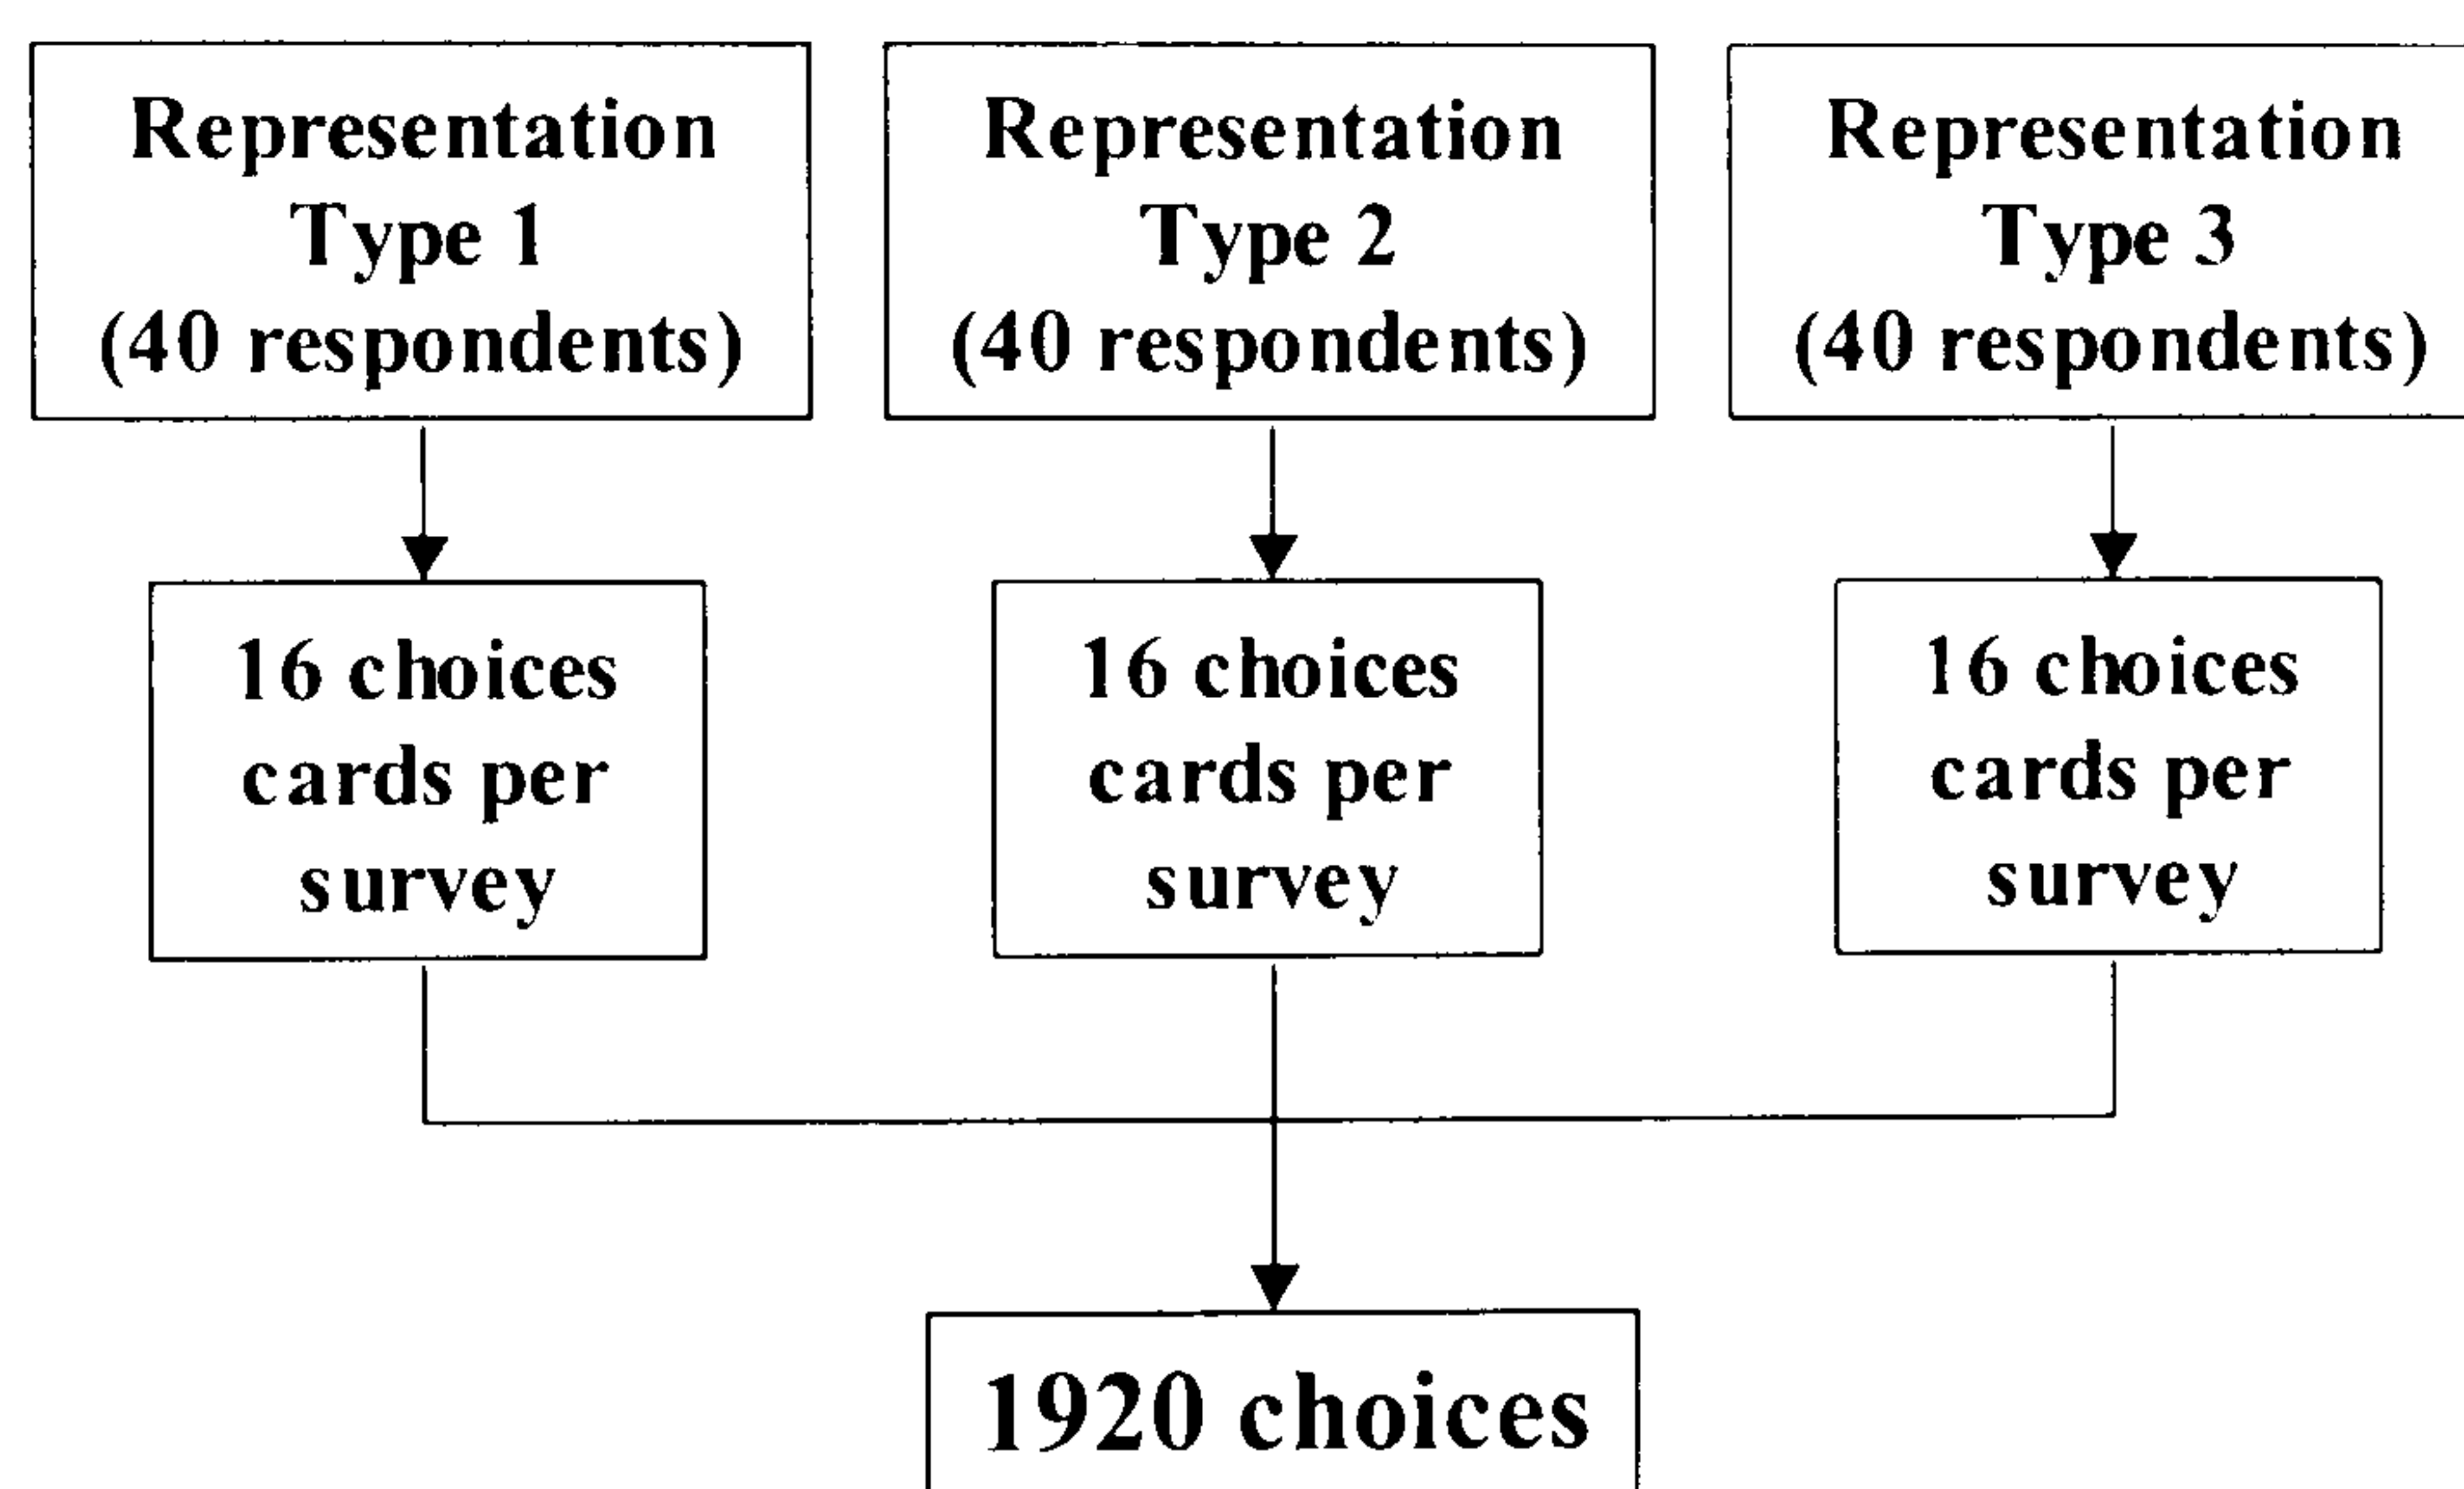 Representation
Type 1
(40 respondents)
Representation
Type 2
(40 respondents)
Representation
Type 3
(40 respondents)
16 choices
cards per
survey
16 choices
cards per
survey
16 choices
cards per
survey
1920 choices